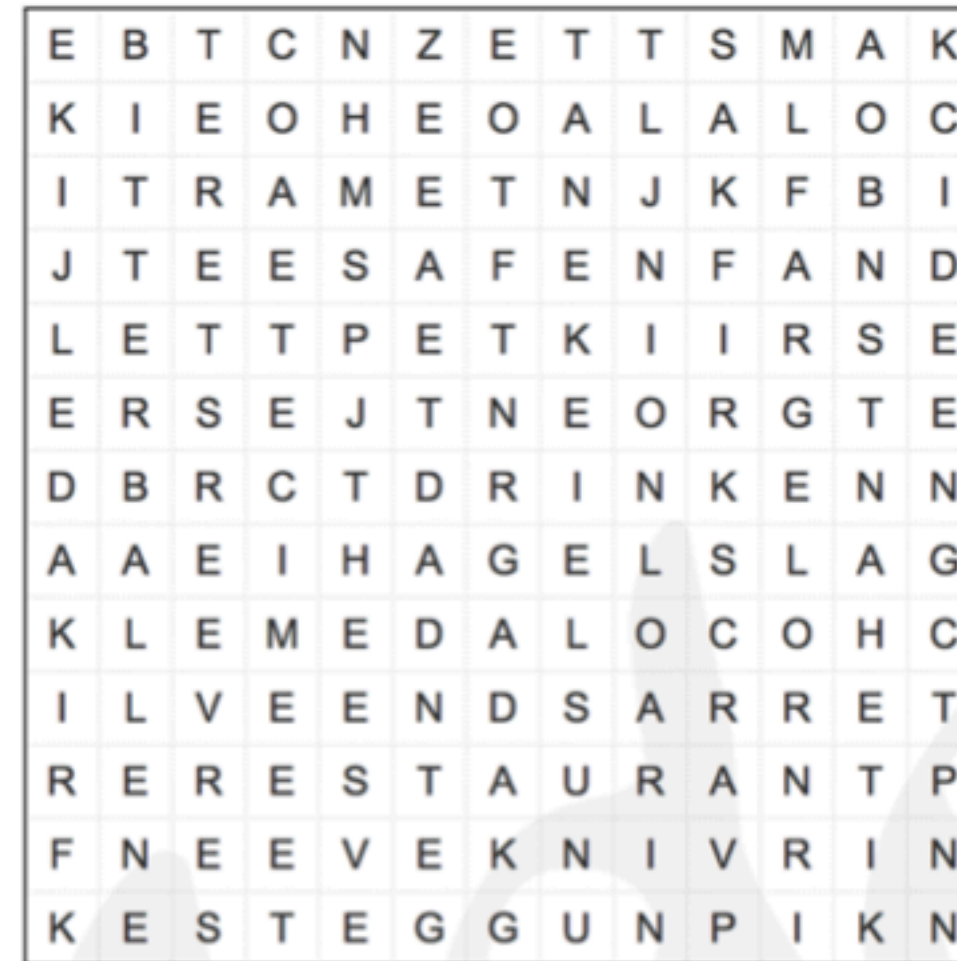 E B T C N Z E T T S M A K
K I E O H E O A L A L O C
I T R A M E T N J K F B I
J T E E S A F E N F A N D
L E T T P E T K I I R S E
E R S E J T N E O R G T E
D B R C T D R I N K E N N
A A E I H A G E L S L A G
K L E M E D A L O C O H C
I L V E E N D S A R R E T
R E R E S T A U R A N T P
F N E E V E K N I V R I N
K E S T E G G U N P I K N